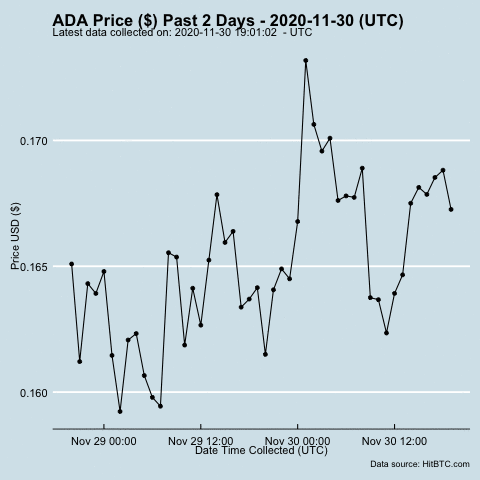 ADA Price ($) Past 2 Days - 2020-11-30 (UTC)
Latest data collected on: 2020-11-30 19:01:02  - UTC
0.170
0.165
0.160
Price USD ($)
Nov 29 00:00 Nov 29 12:00 Nov 30 00:00 Nov 30 12:00
Date Time Collected (UTC)
Data source: HitBTC.com